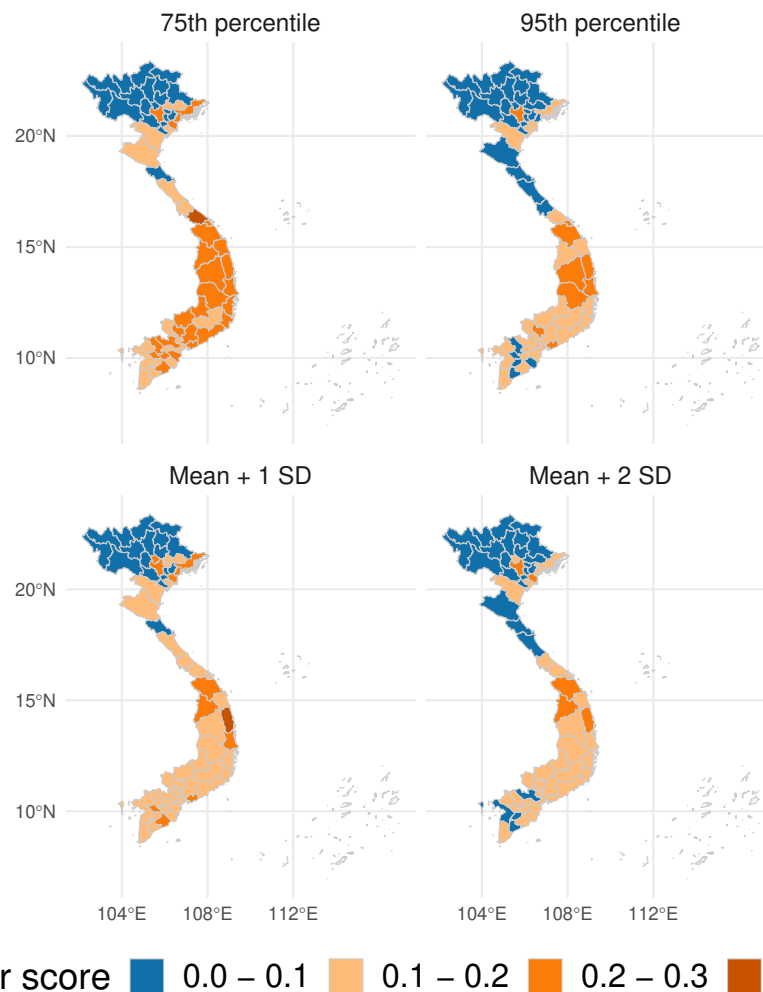 75th percentile 95th percentile
20°N
15°N
10°N
Mean + 1 SD Mean + 2 SD
20°N
15°N
10°N
104°E 108°E 112°E 104°E 108°E 112°E
r score 0.0 – 0.1 0.1 – 0.2 0.2 – 0.3